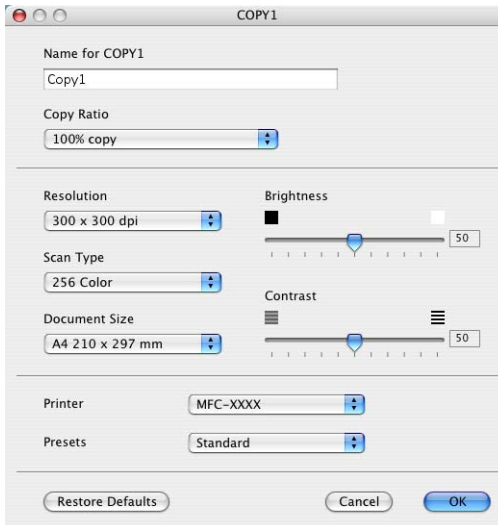 COPY1
Name for COPY1
Copy1
Copy Ratio
100% copy
Resolution
300 x 300 dpi
Scan Type
256 Color
Document Size
A4 210 x 297 mm
Brightness
50
Contrast
50
Printer
MFC-XXXX
Presets
Standard
Restore Defaults
Cancel
OK